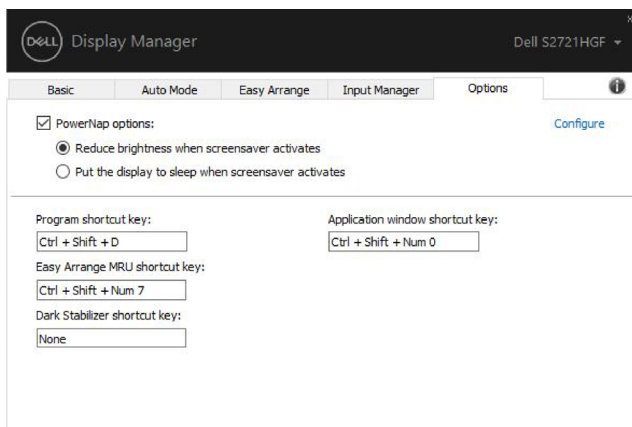 DELL Display Manager
Dell S2721HGF
Basic Auto Mode Easy Arrange Input Manager Options
PowerNap options:
Configure
Reduce brightness when screensaver activates
Put the display to sleep when screensaver activates
Program shortcut key:
Application window shortcut key:
Ctrl + Shift + D
Ctrl + Shift + Num 0
Easy Arrange MRU shortcut key:
Ctrl + Shift + Num 7
Dark Stabilizer shortcut key:
None